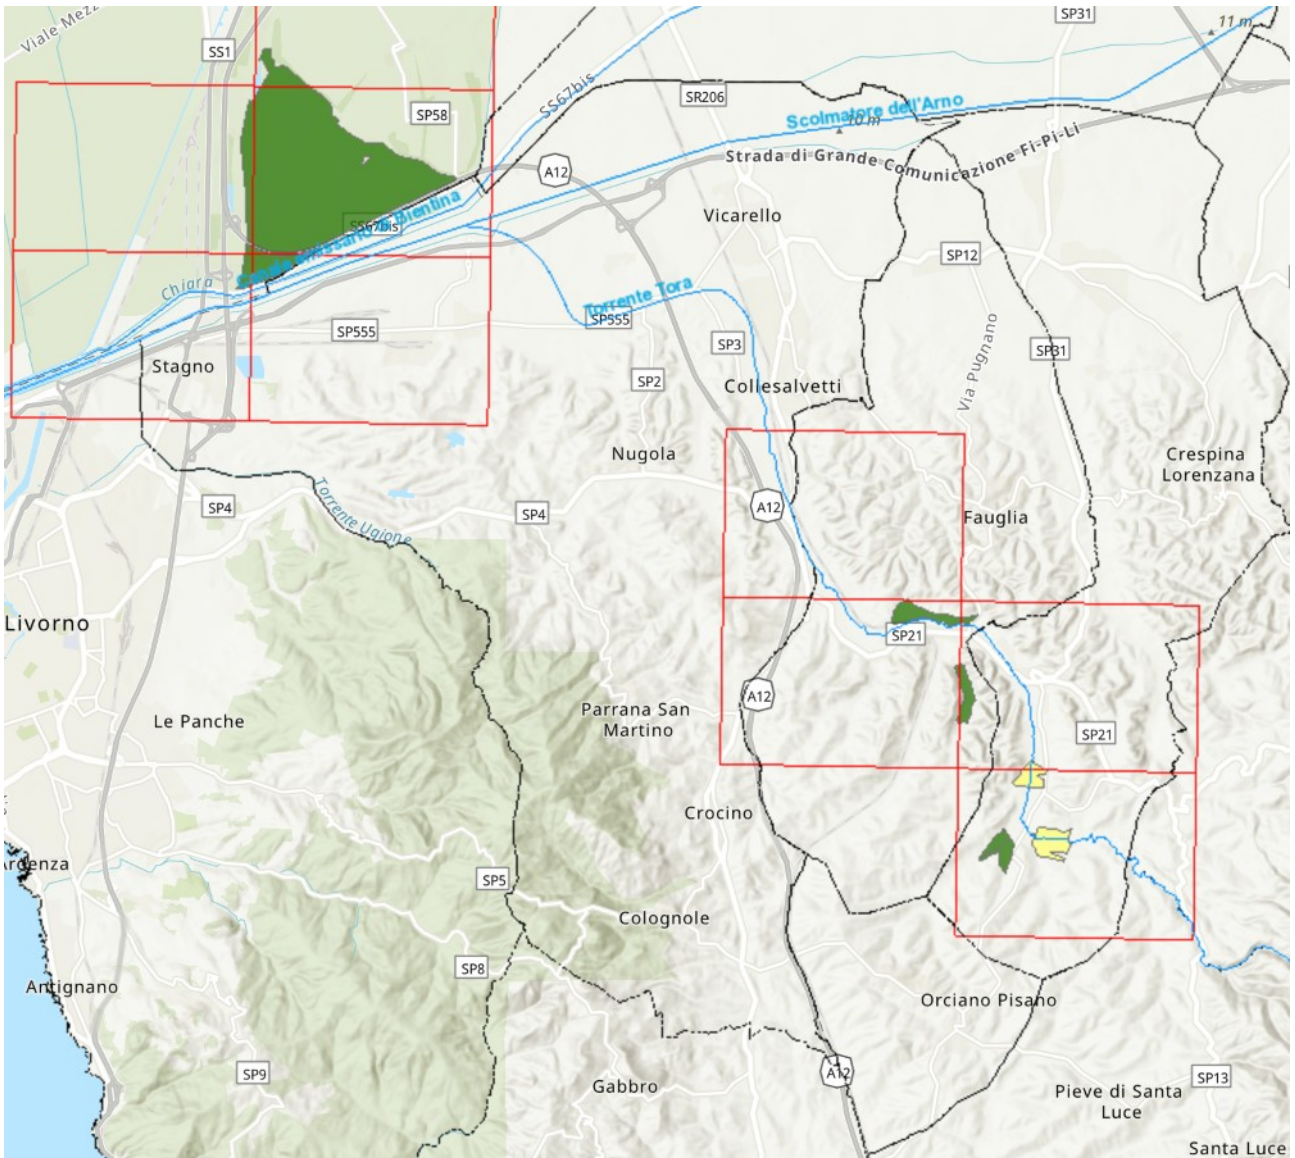 SP31
11 m
Viale Mezz
SS1
SS67bis
SR206
SP58
Scolmatore dell'Arno
10 m
Strada di Grande Comunicazione Fi-Pi-Li
A12
Vicarello
SS67bis
SP12
Chiara
Torrente Tora
SP555
SP555
SP3
SP31
Via Pugnano
Stagno
SP2
Collesalvetti
Nugola
Crespina
Lorenzana
SP4
Torrente Ugione
SP4
A12
Fauglia
Livorno
SP21
A12
Le Panche
Parrana San
Martino
SP21
Crocino
Ardenza
SP5
Colognole
SP8
Antignano
Orciano Pisano
SP9
A12
SP13
Gabbro
Pieve di Santa
Luce
Santa Luce